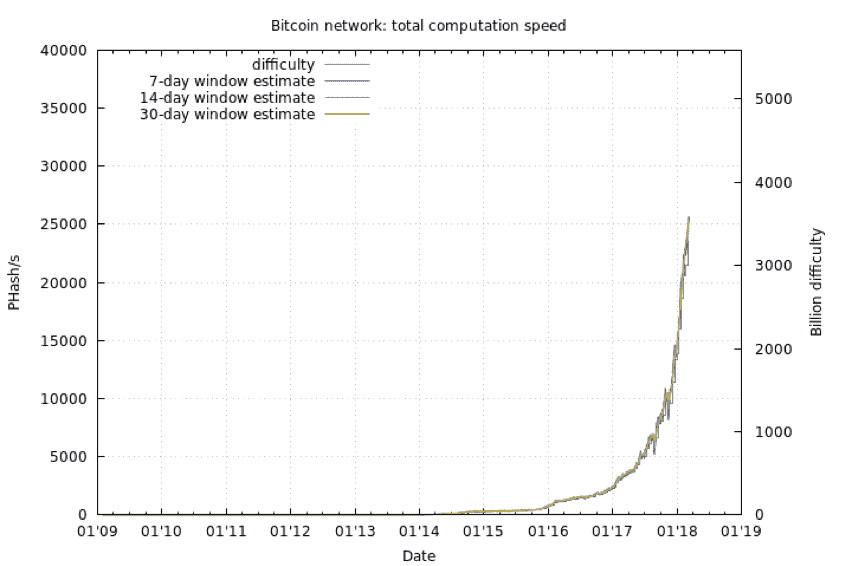 Bitcoin network: total computation speed
difficulty
7-day window estimate
14-day window estimate
30-day window estimate
40000
35000
30000
25000
20000
15000
10000
5000
0
PHash/s
5000
4000
3000
2000
1000
0
Billion difficulty
01'09 01'10 01'11 01'12 01'13 01'14 01'15 01'16 01'17 01'18 01'19
Date